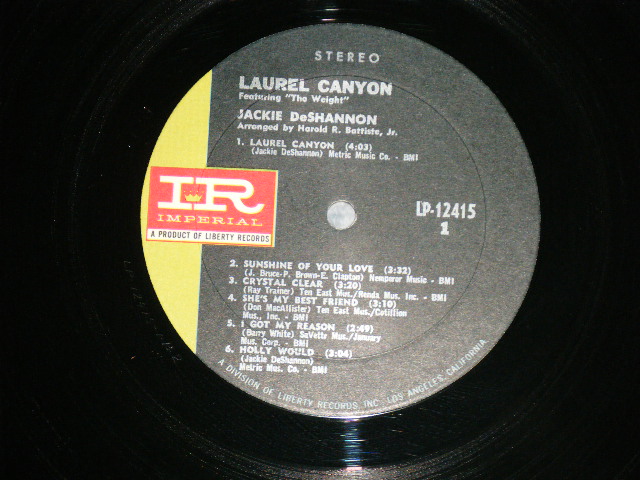 STEREO
LAUREL CANYON
Featuring "The Weight"
JACKIE DeSHANNON
Arranged by Harold R. Battiste, Jr.
1. LAUREL CANYON (4:03)
(Jackie DeShannon) Metric Music Co. - BMI
IR
IMPERIAL
A PRODUCT OF LIBERTY RECORDS
LP-12415
1
2. SUNSHINE OF YOUR LOVE (3:32)
(J. Bruce-P. Brown-E. Clapton) Nemperor Music - BMI
3. CRYSTAL CLEAR (3:20)
(Ray Trainer) Ten East Mus./Renda Mus. Inc. - BMI
4. SHE'S MY BEST FRIEND (3:10)
(Don MacAllister) Ten East Mus./Cotillion
Mus., Inc. - BMI
5. I GOT MY REASON (2:49)
(Barry White) SaVette Mus./January
Mus. Corp. - BMI
6. HOLLY WOULD (3:04)
(Jackie DeShannon)
Metric Mus. Co. - BMI
A DIVISION OF LIBERTY RECORDS INC. LOS ANGELES, CALIFORNIA